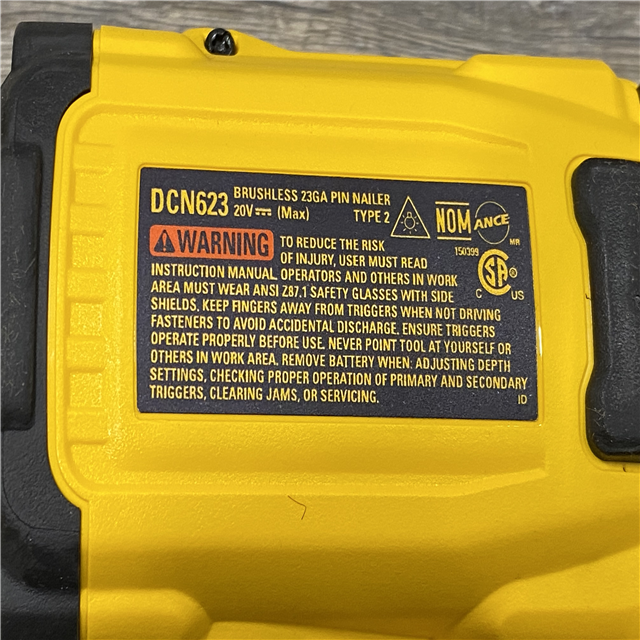 DCN623 BRUSHLESS 23GA PIN NAILER
20V⎓ (Max) TYPE 2
NOM ANCE
MR
150399
SA®
C US
WARNING TO REDUCE THE RISK
OF INJURY, USER MUST READ
INSTRUCTION MANUAL. OPERATORS AND OTHERS IN WORK
AREA MUST WEAR ANSI Z87.1 SAFETY GLASSES WITH SIDE
SHIELDS. KEEP FINGERS AWAY FROM TRIGGERS WHEN NOT DRIVING
FASTENERS TO AVOID ACCIDENTAL DISCHARGE. ENSURE TRIGGERS
OPERATE PROPERLY BEFORE USE. NEVER POINT TOOL AT YOURSELF OR
OTHERS IN WORK AREA. REMOVE BATTERY WHEN: ADJUSTING DEPTH
SETTINGS, CHECKING PROPER OPERATION OF PRIMARY AND SECONDARY
TRIGGERS, CLEARING JAMS, OR SERVICING.
ID